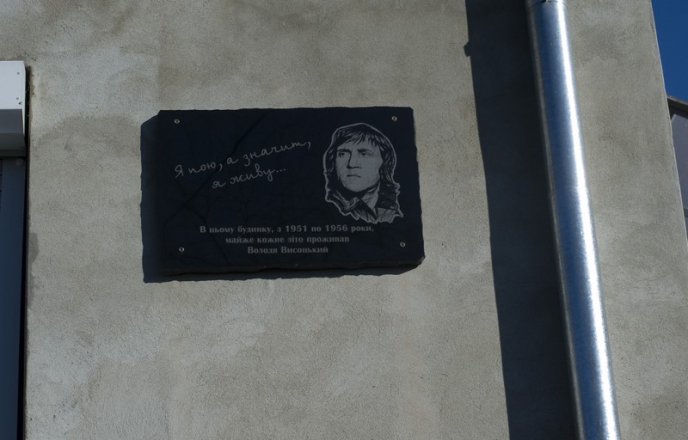 Я пою, а значит,
я живу...
В цьому будинку, з 1951 по 1956 роки,
майже кожне літо проживав
Володя Висоцький